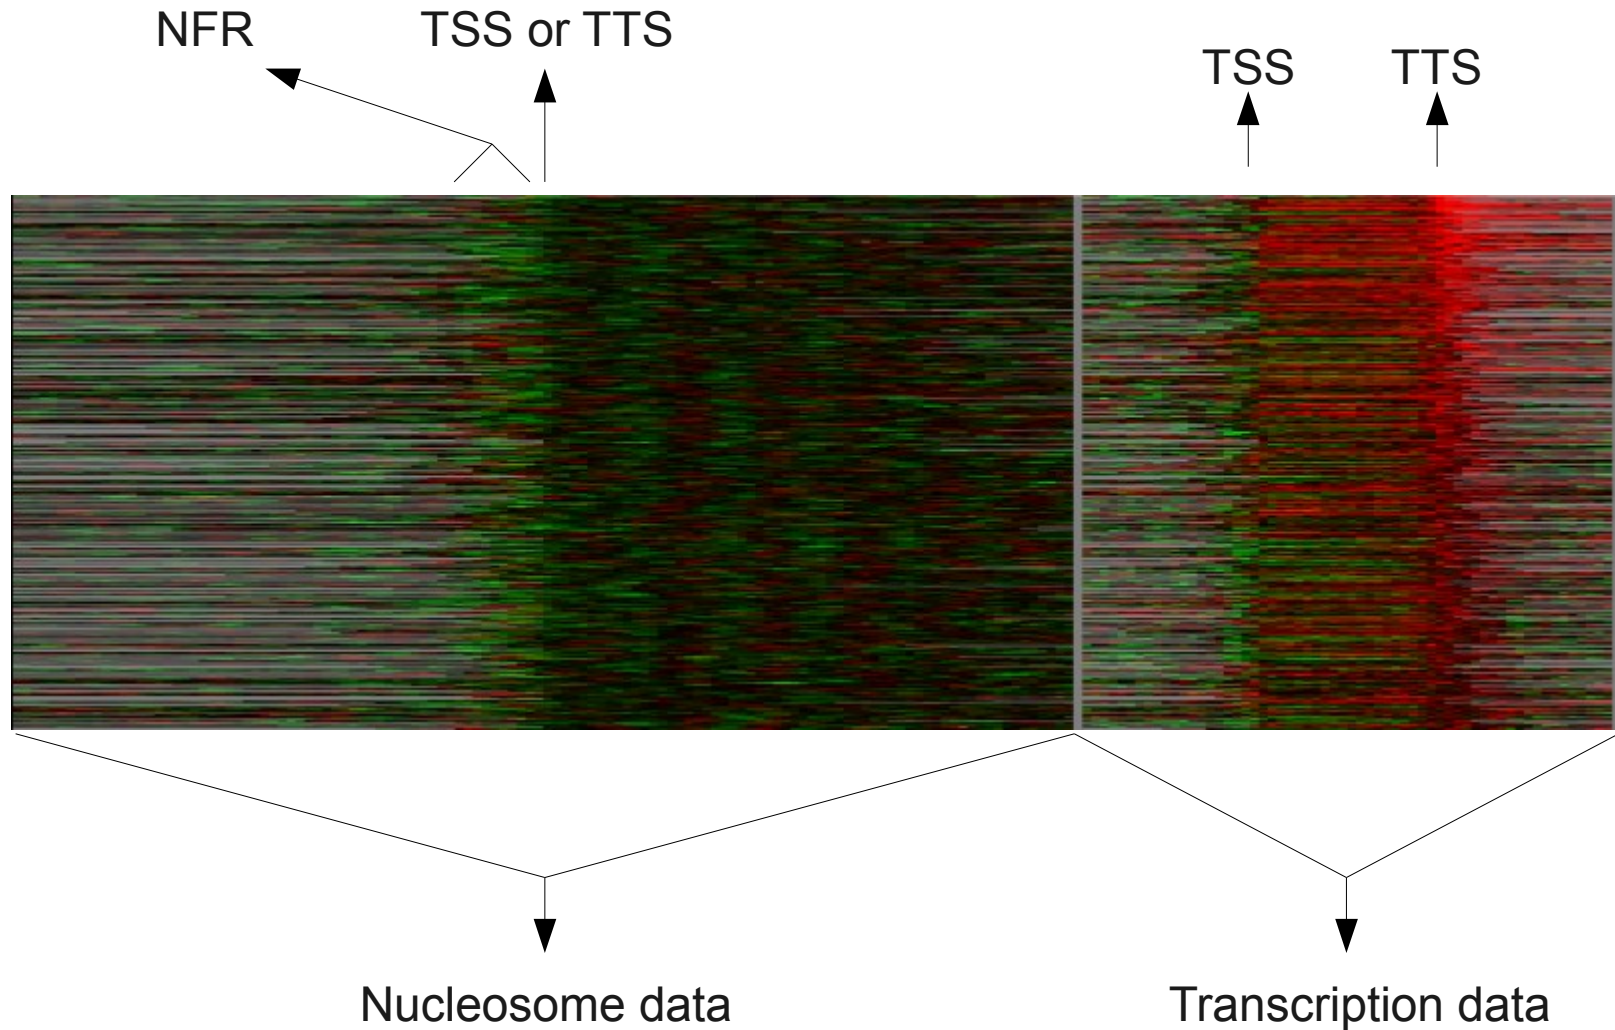 NFR
TSS or TTS
TSS
TTS
Nucleosome data
Transcription data